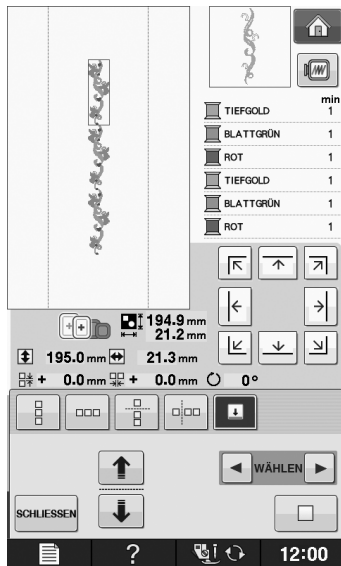 min
TIEFGOLD 1
BLATTGRÜN 1
ROT 1
TIEFGOLD 1
BLATTGRÜN 1
ROT 1
194.9 mm
21.2 mm
195.0 mm 21.3 mm
+ 0.0 mm + 0.0 mm 0°
WÄHLEN
SCHLIESSEN
? 12:00